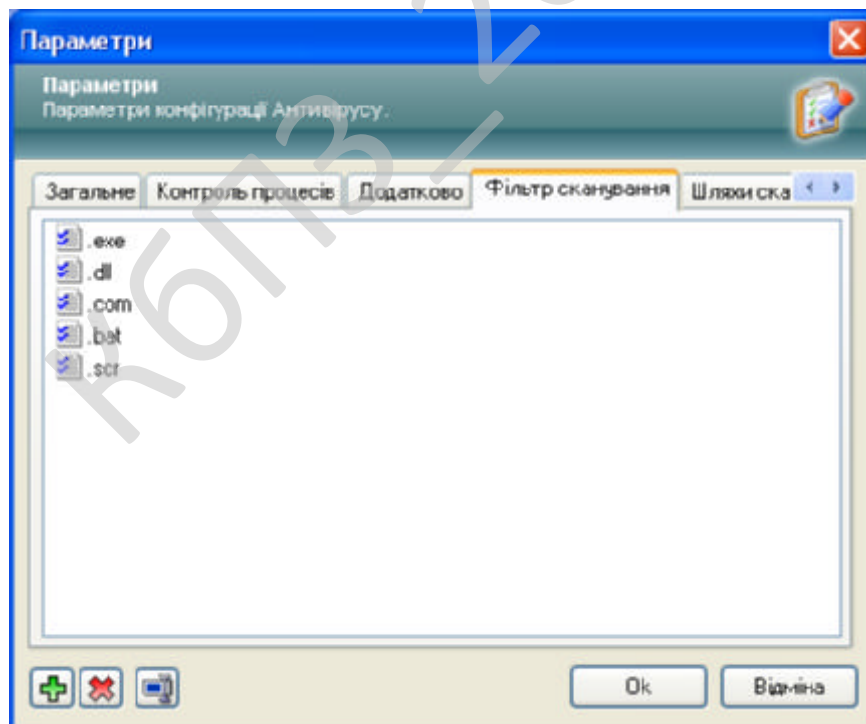 Параметри
Параметри
Параметри конфігурації Антивірусу.
Загальне Контроль процесів Додатково Фільтр сканування Шляхи ска
.exe
.dll
.com
.bat
.scr
Ok Відміна
КбПЗ_20